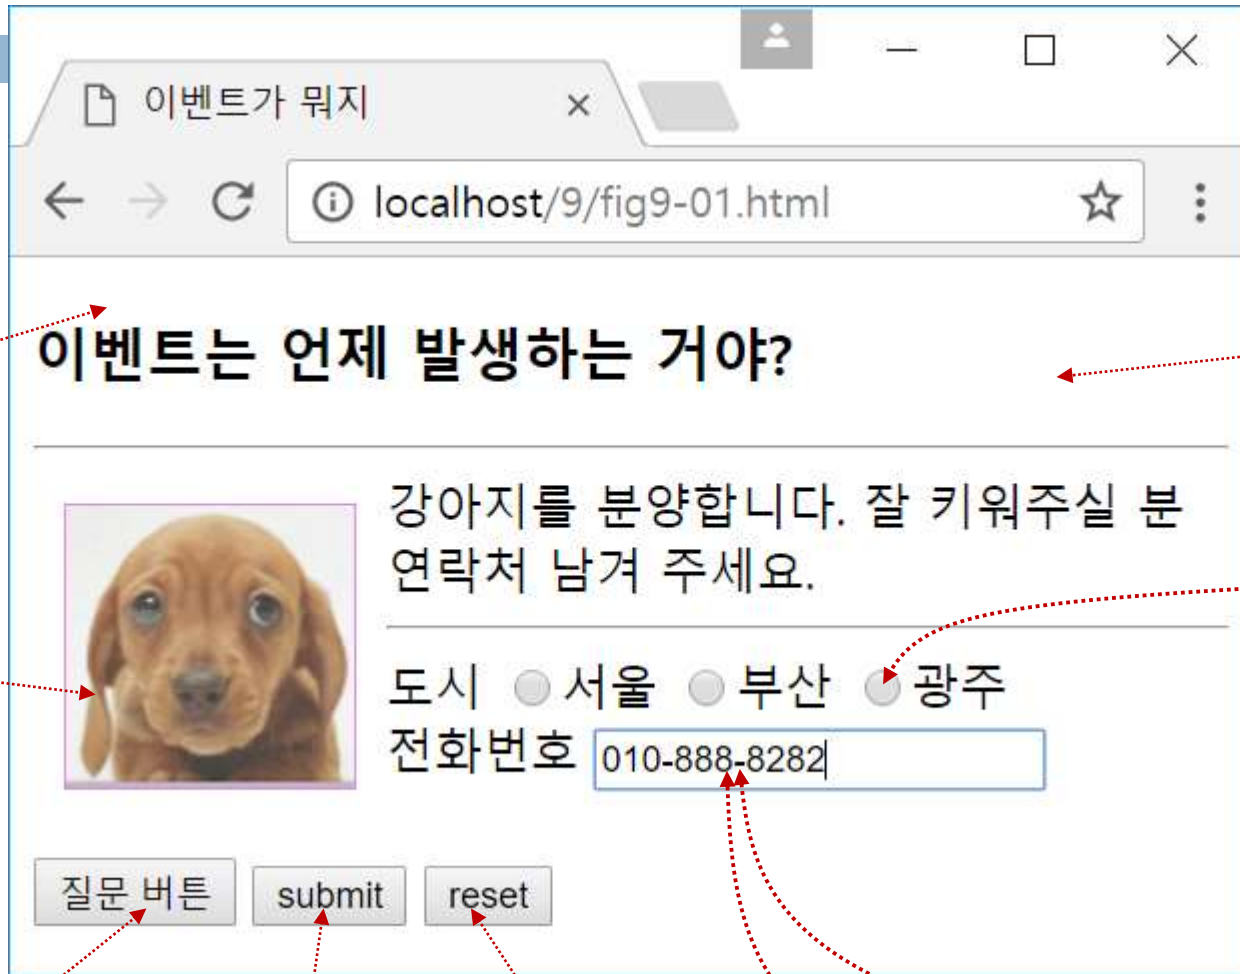 이벤트가 뭐지
localhost/9/fig9-01.html
이벤트는 언제 발생하는 거야?
강아지를 분양합니다. 잘 키워주실 분
연락처 남겨 주세요.
도시 서울 부산 광주
전화번호 010-888-8282
질문 버튼 submit reset